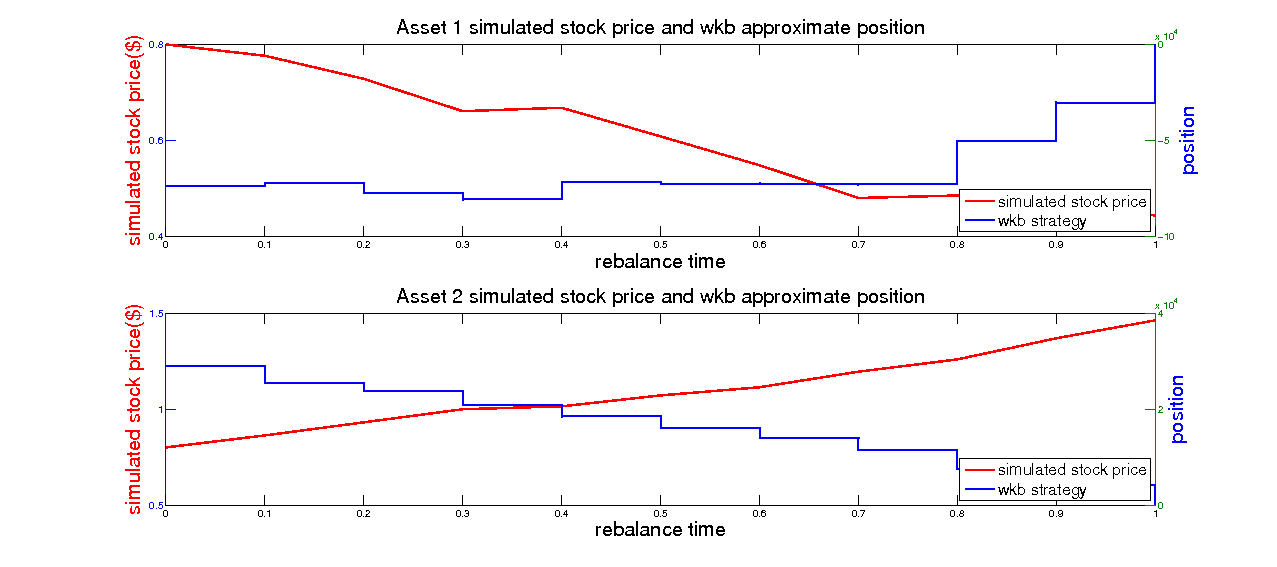 Asset 1 simulated stock price and wkb approximate position
x 10^4
simulated stock price($)
0.8
0.6
0.4
0
-5
-10
position
simulated stock price
wkb strategy
0 0.1 0.2 0.3 0.4 0.5 0.6 0.7 0.8 0.9 1
rebalance time
Asset 2 simulated stock price and wkb approximate position
x 10^4
simulated stock price($)
1.5
1
0.5
4
2
0
position
simulated stock price
wkb strategy
0 0.1 0.2 0.3 0.4 0.5 0.6 0.7 0.8 0.9 1
rebalance time